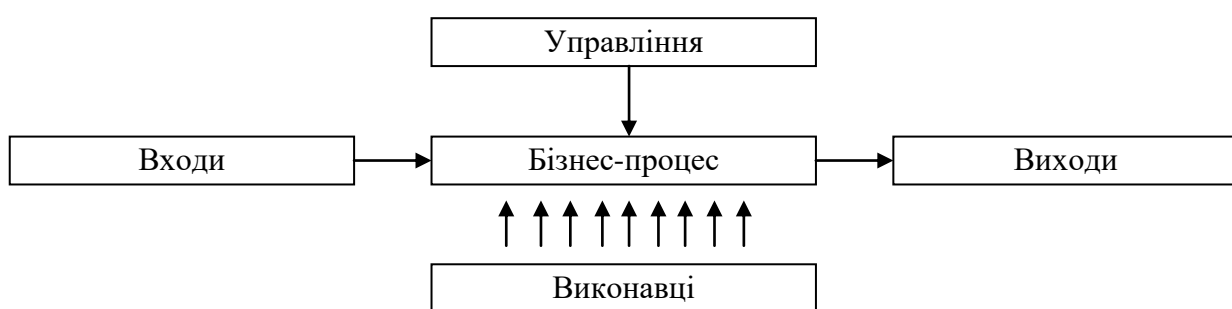 Управління
Входи
Бізнес-процес
Виходи
Виконавці